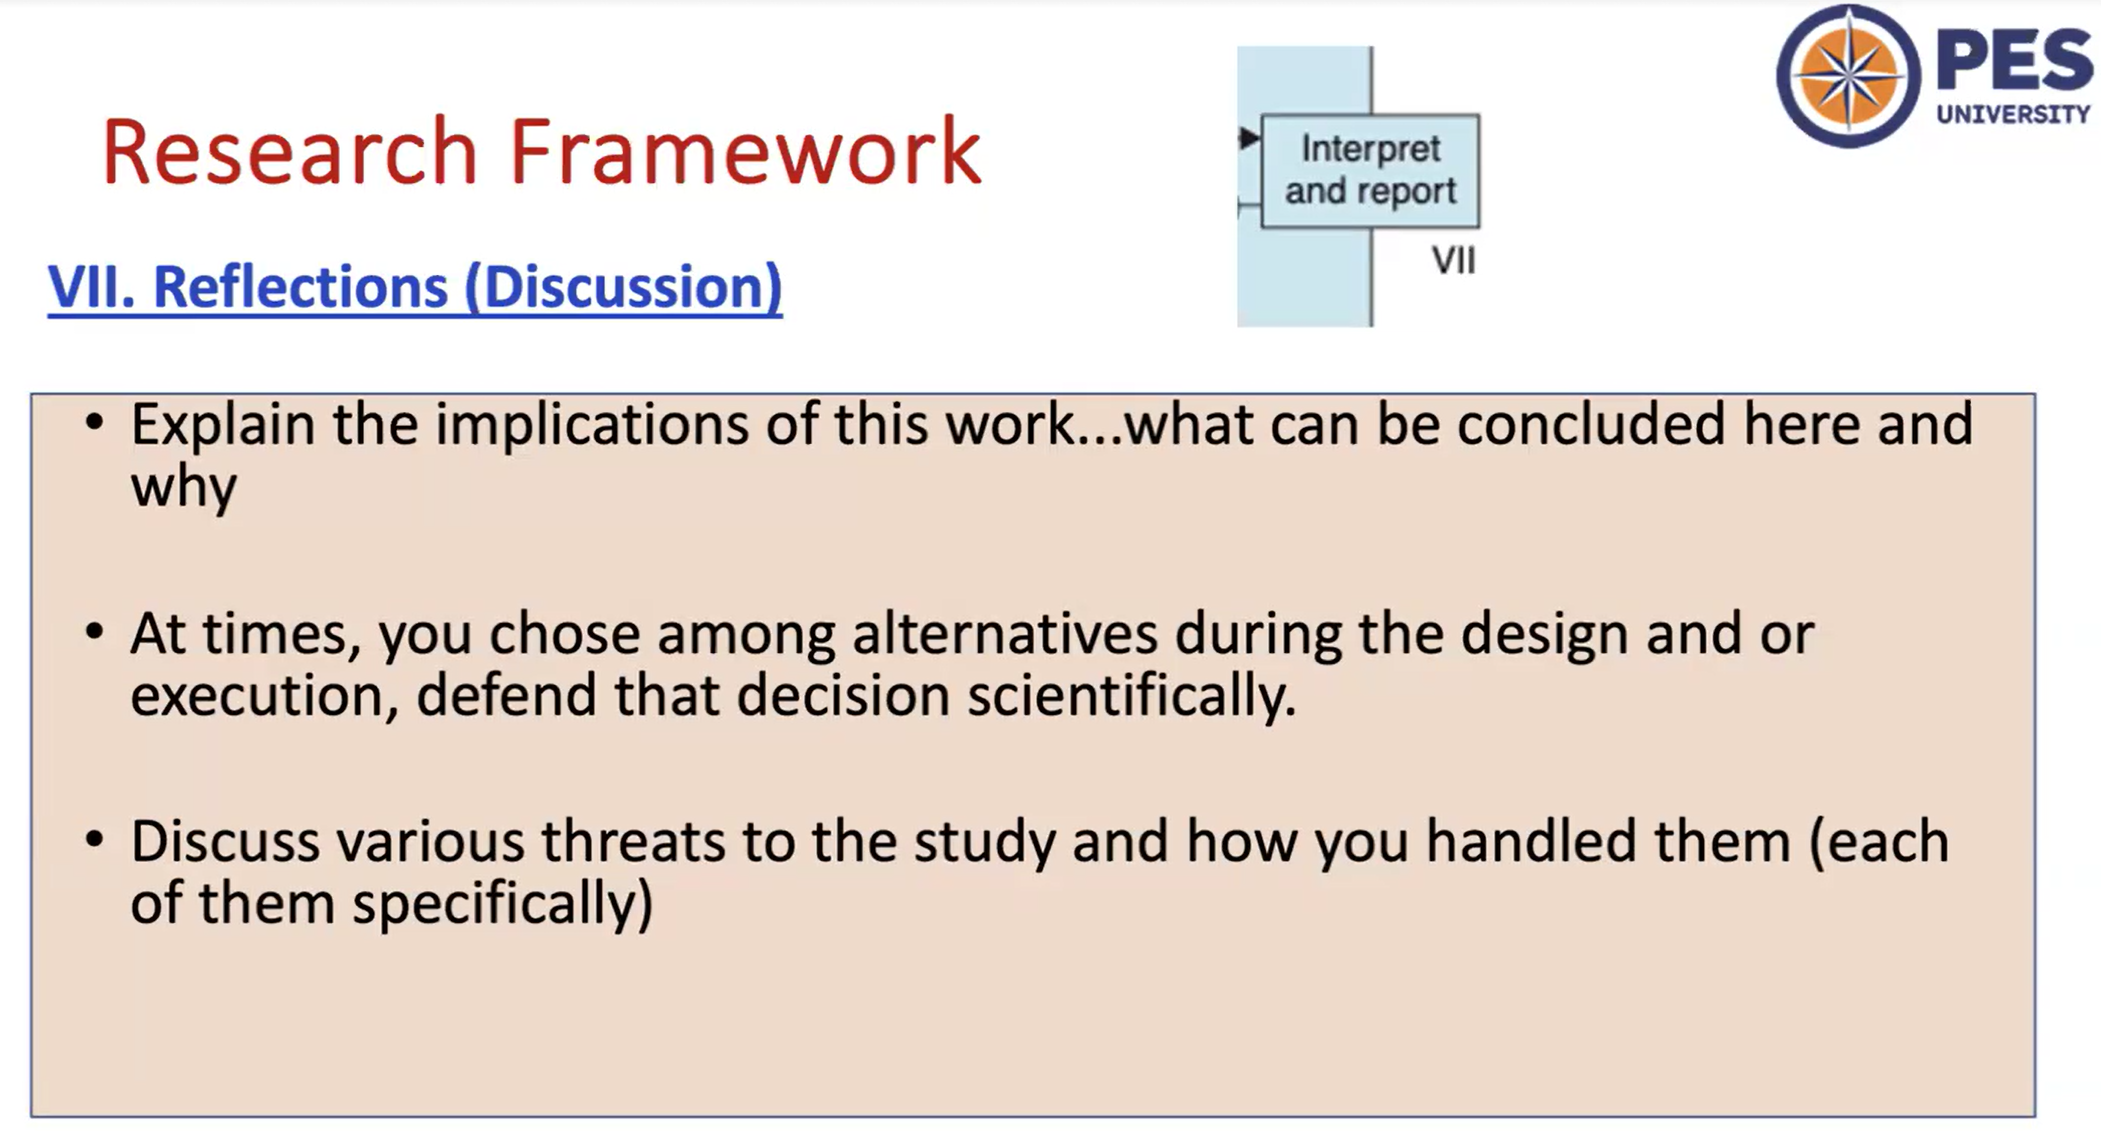 PES
UNIVERSITY
Research Framework
Interpret
and report
VII
VII. Reflections (Discussion)
• Explain the implications of this work...what can be concluded here and
why
• At times, you chose among alternatives during the design and or
execution, defend that decision scientifically.
• Discuss various threats to the study and how you handled them (each
of them specifically)